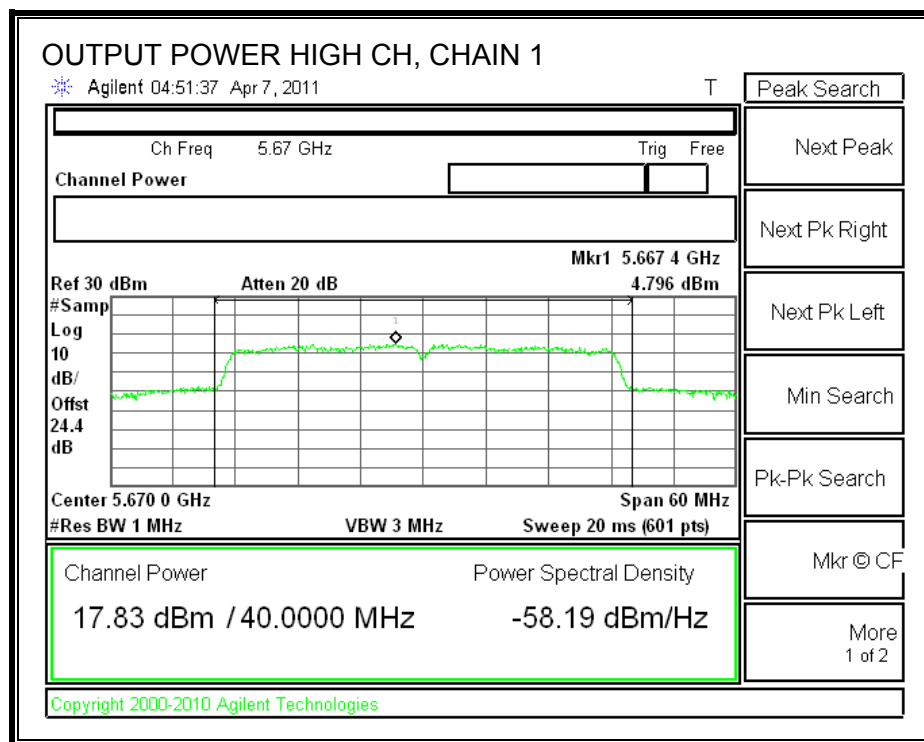 OUTPUT POWER HIGH CH, CHAIN 1
Agilent 04:51:37 Apr 7, 2011 T
Peak Search
Ch Freq 5.67 GHz Trig Free
Channel Power
Mkr1 5.667 4 GHz
Ref 30 dBm Atten 20 dB 4.796 dBm
#Samp
Log
10
dB/
Offst
24.4
dB
1
Center 5.670 0 GHz Span 60 MHz
#Res BW 1 MHz VBW 3 MHz Sweep 20 ms (601 pts)
Channel Power Power Spectral Density
17.83 dBm / 40.0000 MHz -58.19 dBm/Hz
Copyright 2000-2010 Agilent Technologies
Next Peak
Next Pk Right
Next Pk Left
Min Search
Pk-Pk Search
Mkr © CF
More
1 of 2